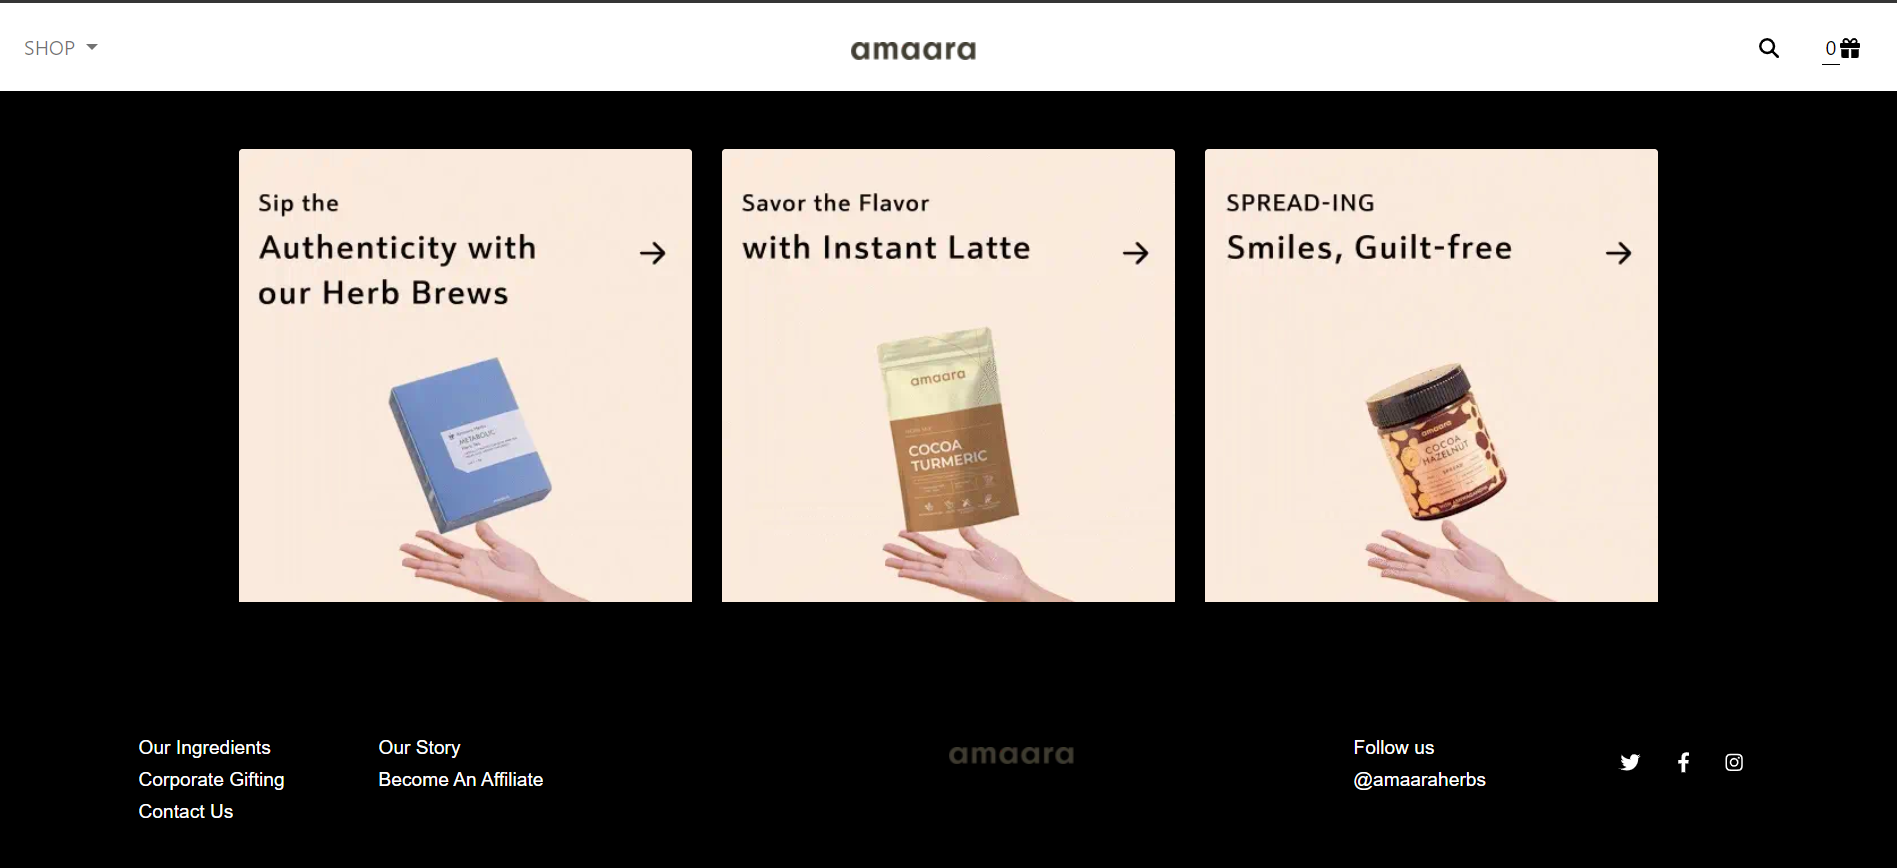 SHOP
amaara
0
Sip the
Authenticity with
our Herb Brews
METABOLIC
Savor the Flavor
with Instant Latte
amaara
COCOA
TURMERIC
SPREAD-ING
Smiles, Guilt-free
amaara
COCOA
HAZELNUT
SPREAD
Our Ingredients
Corporate Gifting
Contact Us
Our Story
Become An Affiliate
amaara
Follow us
@amaaraherbs